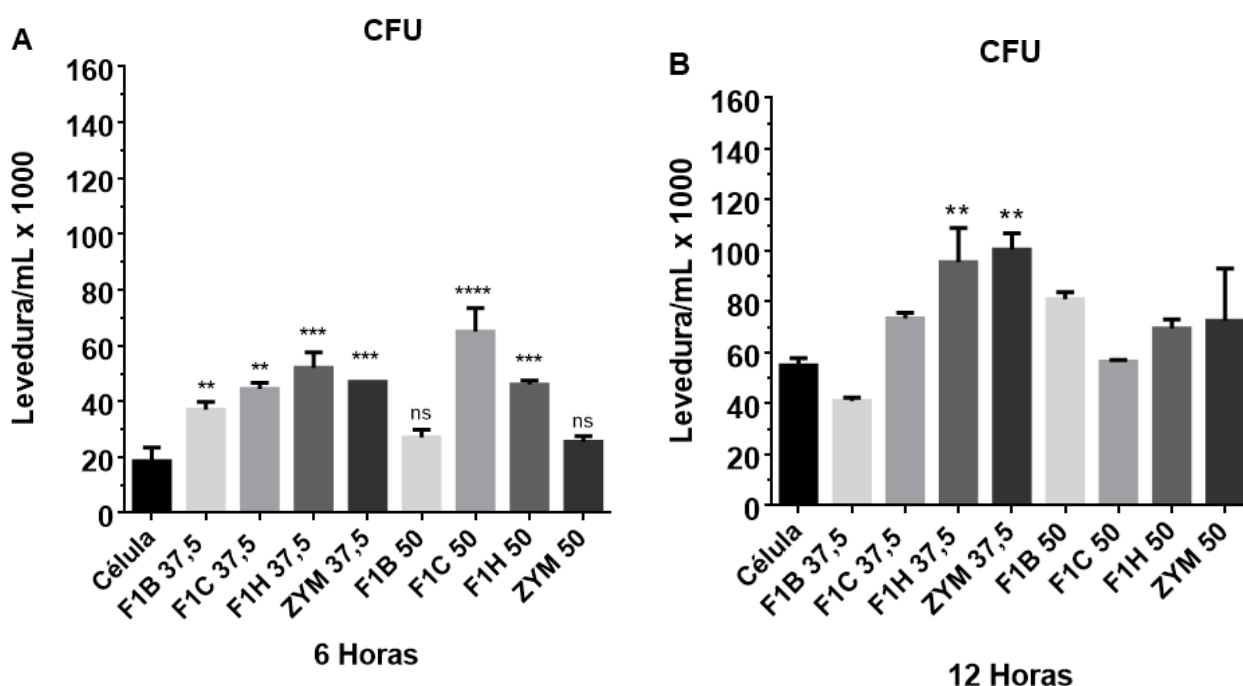 A
CFU
Levedura/mL x 1000
160
140
120
100
80
60
40
20
0
**
**
***
***
ns
****
***
ns
Célula
F1B 37,5
F1C 37,5
F1H 37,5
ZYM 37,5
F1B 50
F1C 50
F1H 50
ZYM 50
6 Horas
B
CFU
Levedura/mL x 1000
160
140
120
100
80
60
40
20
0
**
**
Célula
F1B 37,5
F1C 37,5
F1H 37,5
ZYM 37,5
F1B 50
F1C 50
F1H 50
ZYM 50
12 Horas